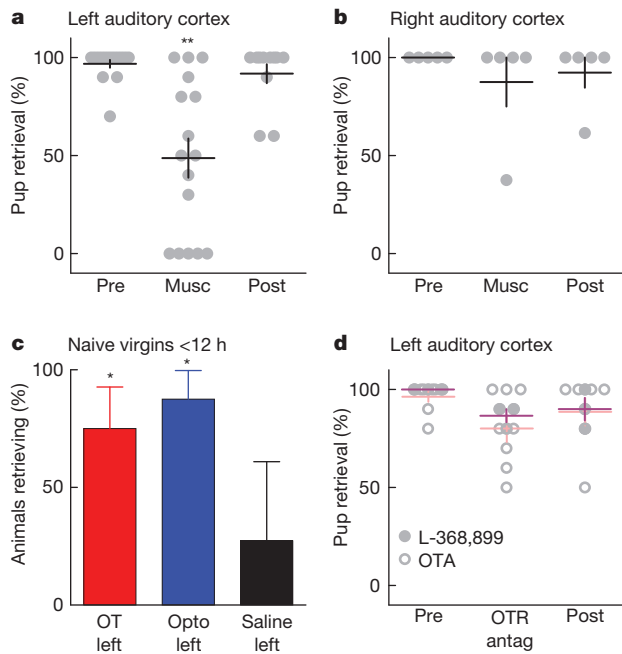 a Left auditory cortex
Pup retrieval (%)
100
50
0
**
Pre Musc Post
b Right auditory cortex
Pup retrieval (%)
100
50
0
Pre Musc Post
c Naive virgins <12 h
Animals retrieving (%)
100
50
0
*
*
OT left
Opto left
Saline left
d Left auditory cortex
Pup retrieval (%)
100
50
0
L-368,899
OTA
Pre OTR antag Post